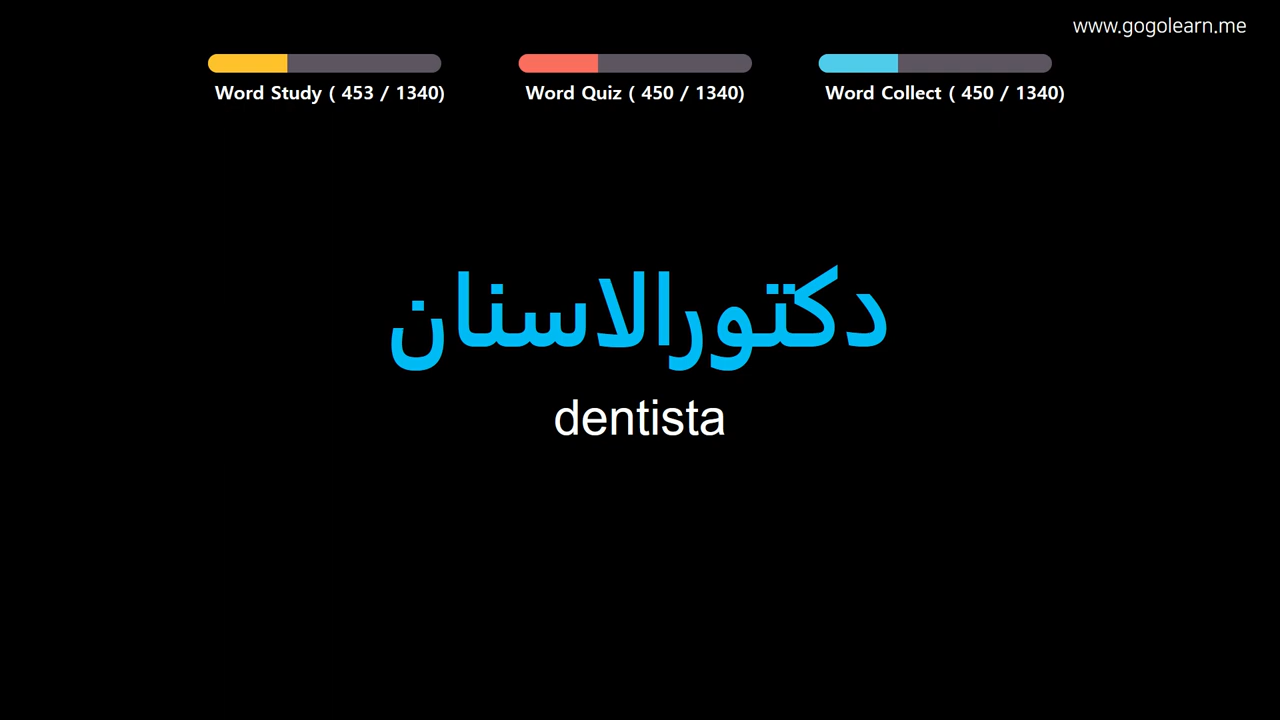 www.gogolearn.me
Word Study ( 453 / 1340)
Word Quiz ( 450 / 1340)
Word Collect ( 450 / 1340)
دكتورالاسنان
dentista